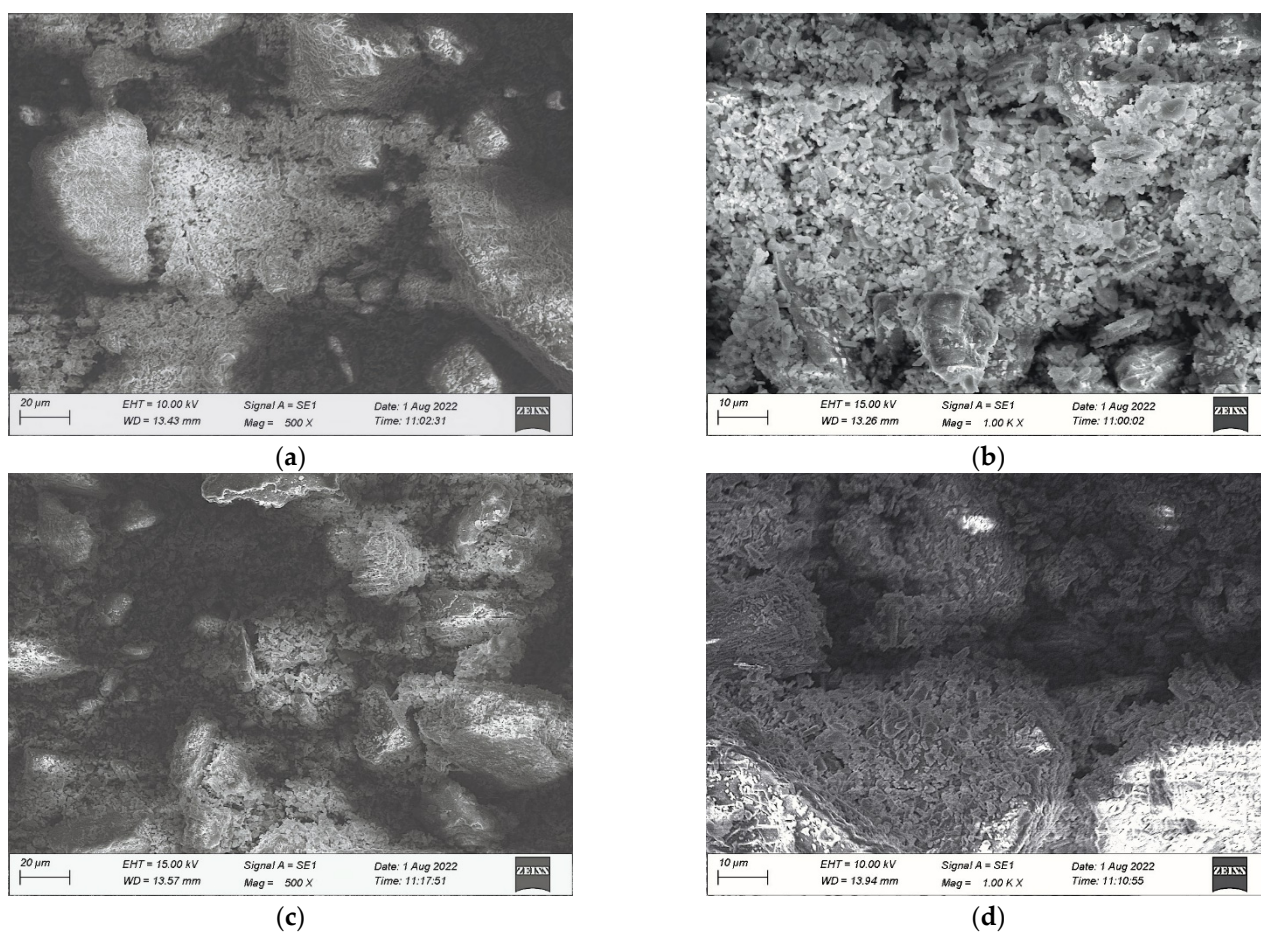 20 µm EHT = 10.00 kV Signal A = SE1 Date: 1 Aug 2022 ZEISS
WD = 13.43 mm Mag = 500 X Time: 11:02:31
(a)
10 µm EHT = 15.00 kV Signal A = SE1 Date: 1 Aug 2022 ZEISS
WD = 13.26 mm Mag = 1.00 K X Time: 11:00:02
(b)
20 µm EHT = 15.00 kV Signal A = SE1 Date: 1 Aug 2022 ZEISS
WD = 13.57 mm Mag = 500 X Time: 11:17:51
(c)
10 µm EHT = 10.00 kV Signal A = SE1 Date: 1 Aug 2022 ZEISS
WD = 13.94 mm Mag = 1.00 K X Time: 11:10:55
(d)